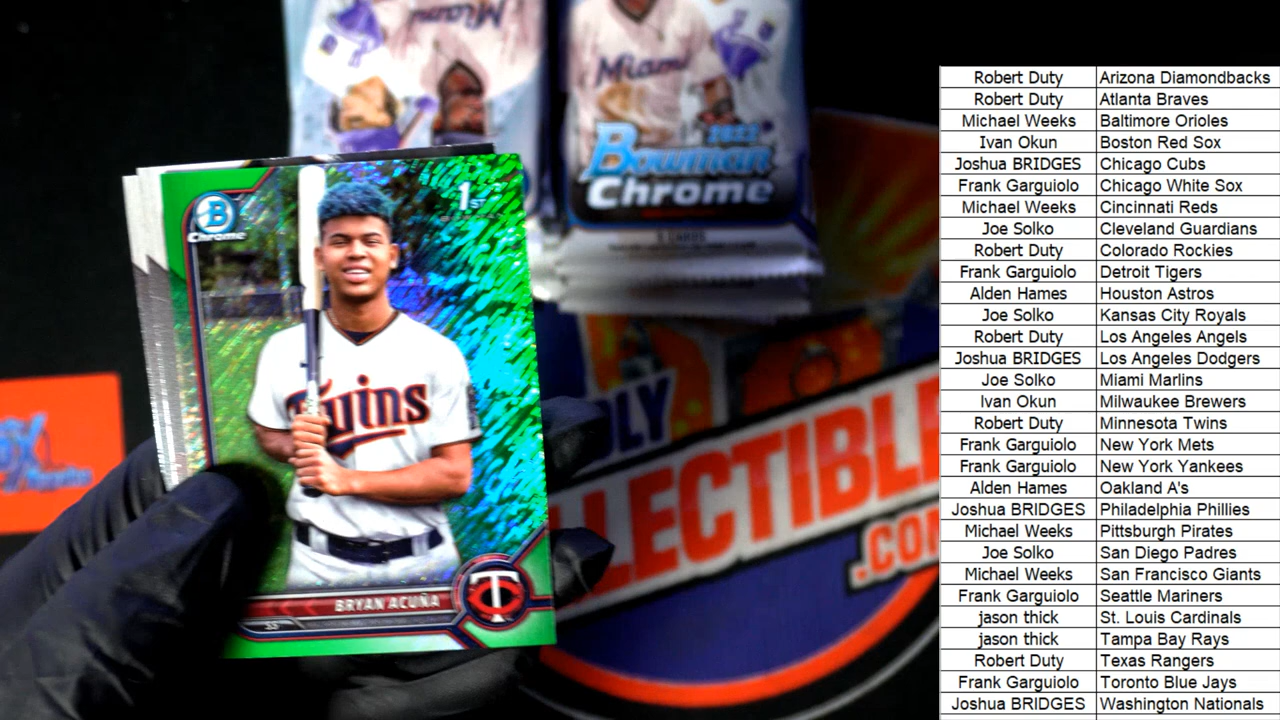 Miami
Miami
2022
Bowman
Chrome
B
Chrome
1ST
Twins
BRYAN ACUÑA
SS
LECTIBLE
.CO
Robert Duty Arizona Diamondbacks
Robert Duty Atlanta Braves
Michael Weeks Baltimore Orioles
Ivan Okun Boston Red Sox
Joshua BRIDGES Chicago Cubs
Frank Garguiolo Chicago White Sox
Michael Weeks Cincinnati Reds
Joe Solko Cleveland Guardians
Robert Duty Colorado Rockies
Frank Garguiolo Detroit Tigers
Alden Hames Houston Astros
Joe Solko Kansas City Royals
Robert Duty Los Angeles Angels
Joshua BRIDGES Los Angeles Dodgers
Joe Solko Miami Marlins
Ivan Okun Milwaukee Brewers
Robert Duty Minnesota Twins
Frank Garguiolo New York Mets
Frank Garguiolo New York Yankees
Alden Hames Oakland A's
Joshua BRIDGES Philadelphia Phillies
Michael Weeks Pittsburgh Pirates
Joe Solko San Diego Padres
Michael Weeks San Francisco Giants
Frank Garguiolo Seattle Mariners
jason thick St. Louis Cardinals
jason thick Tampa Bay Rays
Robert Duty Texas Rangers
Frank Garguiolo Toronto Blue Jays
Joshua BRIDGES Washington Nationals